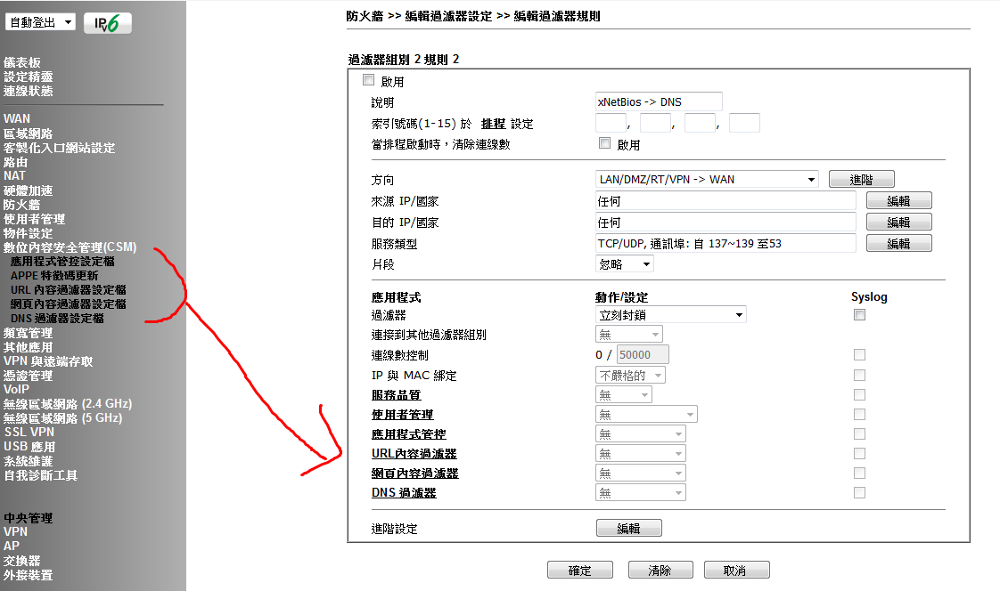 自動登出
IPv6
儀表板
設定精靈
連線狀態
WAN
區域網路
客製化入口網站設定
路由
NAT
硬體加速
防火牆
使用者管理
物件設定
數位內容安全管理(CSM)
應用程式管控設定檔
APPE 特徵碼更新
URL 內容過濾器設定檔
網頁內容過濾器設定檔
DNS 過濾器設定檔
頻寬管理
其他應用
VPN 與遠端存取
憑證管理
VoIP
無線區域網路 (2.4 GHz)
無線區域網路 (5 GHz)
SSL VPN
USB 應用
系統維護
自我診斷工具
中央管理
VPN
AP
交換器
外接裝置
防火牆 >> 編輯過濾器設定 >> 編輯過濾器規則
過濾器組別 2 規則 2
啟用
說明 xNetBios -> DNS
索引號碼(1-15) 於 排程 設定 , , ,
當排程啟動時，清除連線數 啟用
方向 LAN/DMZ/RT/VPN -> WAN 進階
來源 IP/國家 任何 編輯
目的 IP/國家 任何 編輯
服務類型 TCP/UDP, 通訊埠: 自 137~139 至53 編輯
片段 忽略
應用程式 動作/設定 Syslog
過濾器 立刻封鎖
連接到其他過濾器組別 無
連線數控制 0 / 50000
IP 與 MAC 綁定 不嚴格的
服務品質 無
使用者管理 無
應用程式管控 無
URL內容過濾器 無
網頁內容過濾器 無
DNS 過濾器 無
進階設定 編輯
確定 清除 取消